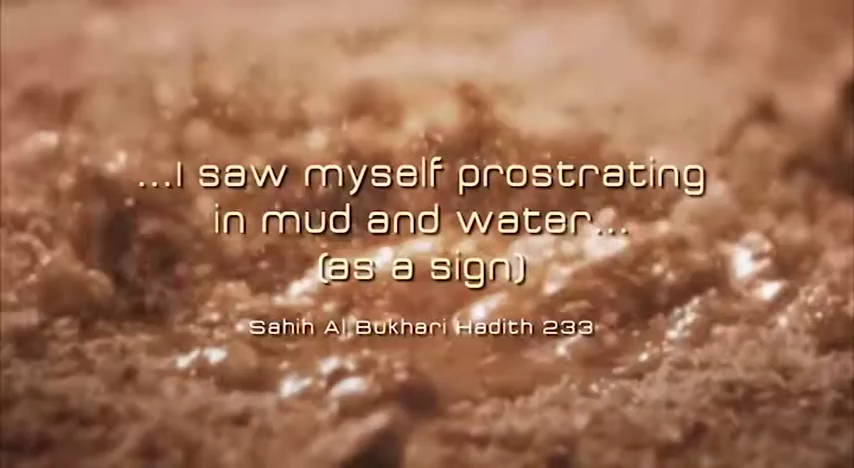 ...I saw myself prostrating
in mud and water...
(as a sign)
Sahih Al Bukhari Hadith 233